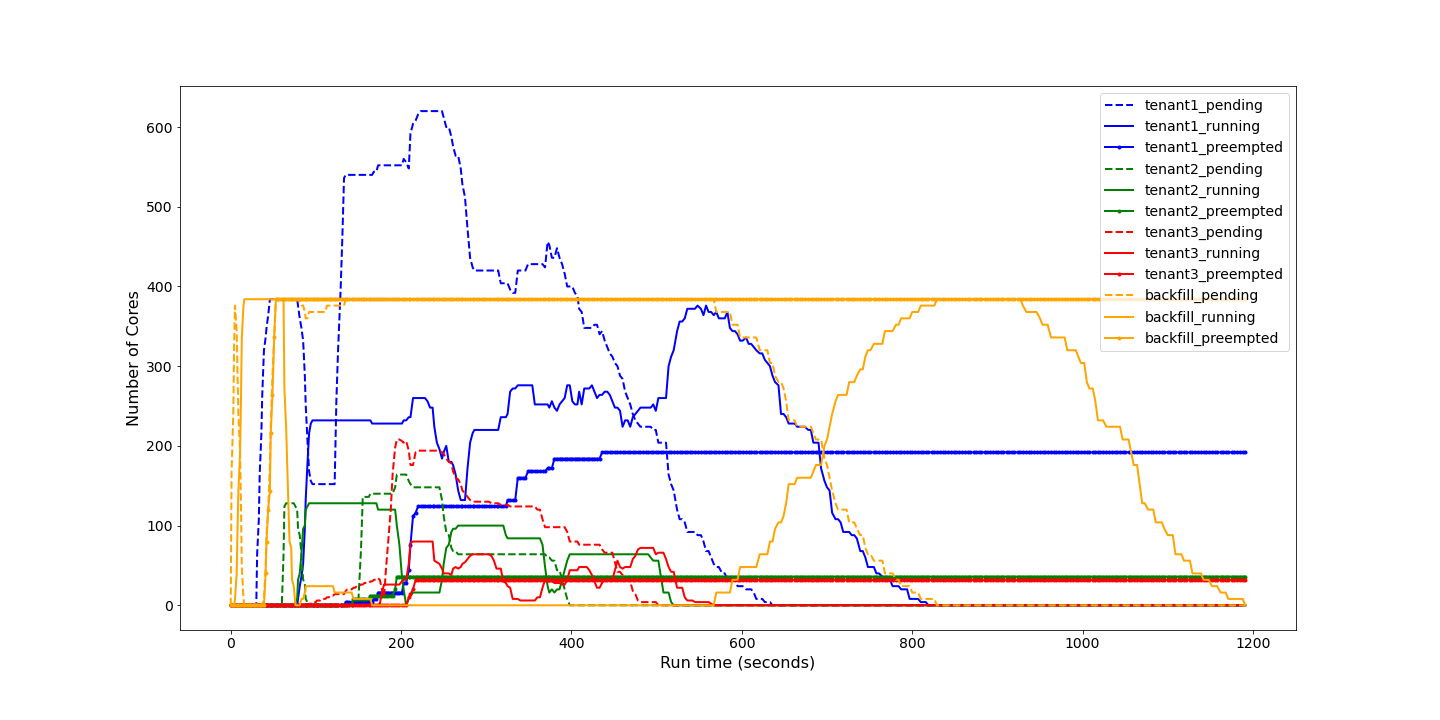 600
500
400
300
200
100
0
Number of Cores
0 200 400 600 800 1000 1200
Run time (seconds)
tenant1_pending
tenant1_running
tenant1_preempted
tenant2_pending
tenant2_running
tenant2_preempted
tenant3_pending
tenant3_running
tenant3_preempted
backfill_pending
backfill_running
backfill_preempted